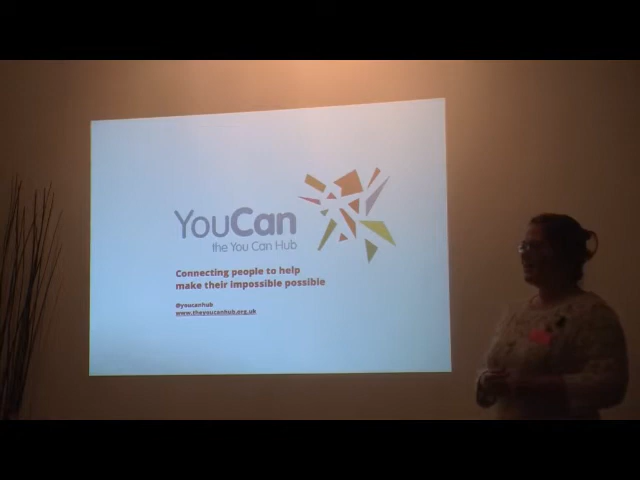 YouCan
the You Can Hub
Connecting people to help
make their impossible possible
@youcanhub
www.theyoucanhub.org.uk